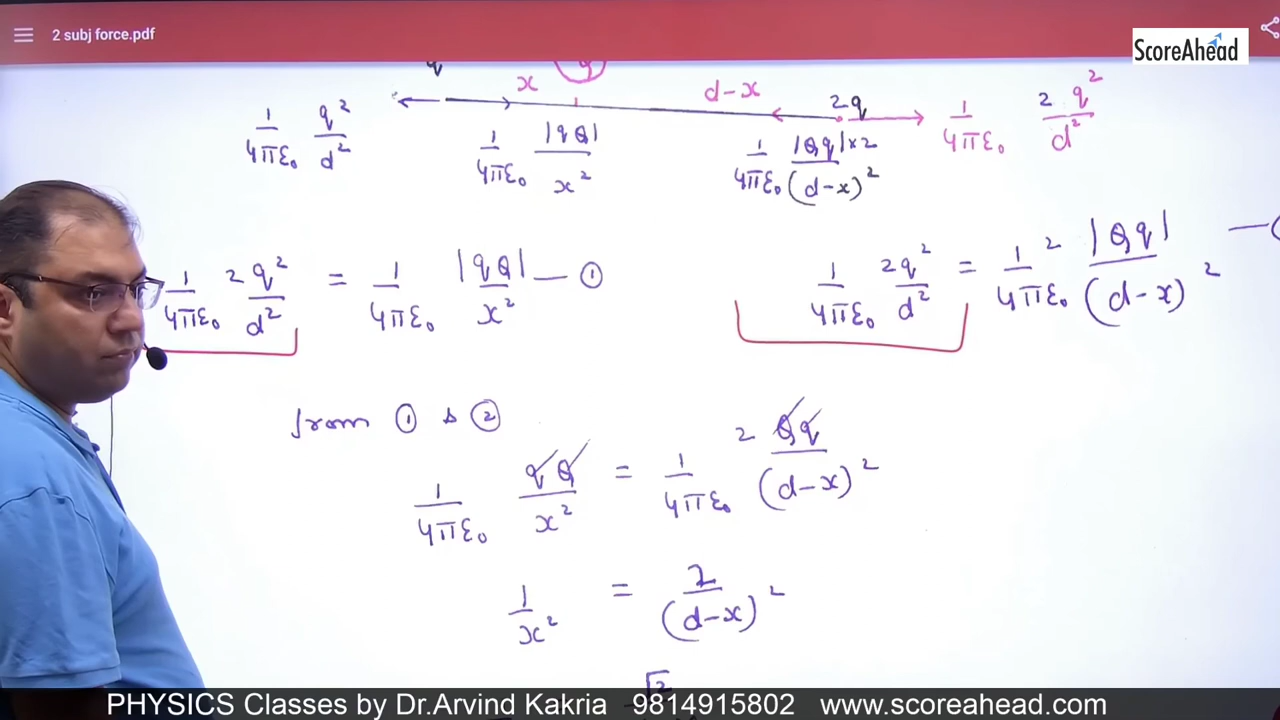 2 subj force.pdf
ScoreAhead
q x d-x 2q
1/4πε₀ q²/d² 1/4πε₀ |qQ|/x² 1/4πε₀ |Qq|×2/(d-x)² 1/4πε₀ 2q²/d²
1/4πε₀ 2q²/d² = 1/4πε₀ |qQ|/x² — ① 1/4πε₀ 2q²/d² = 1/4πε₀ 2|Qq|/(d-x)² —
from ① & ②
1/4πε₀ qQ/x² = 1/4πε₀ 2Qq/(d-x)²
1/x² = 2/(d-x)²
√2
PHYSICS Classes by Dr.Arvind Kakria 9814915802 www.scoreahead.com